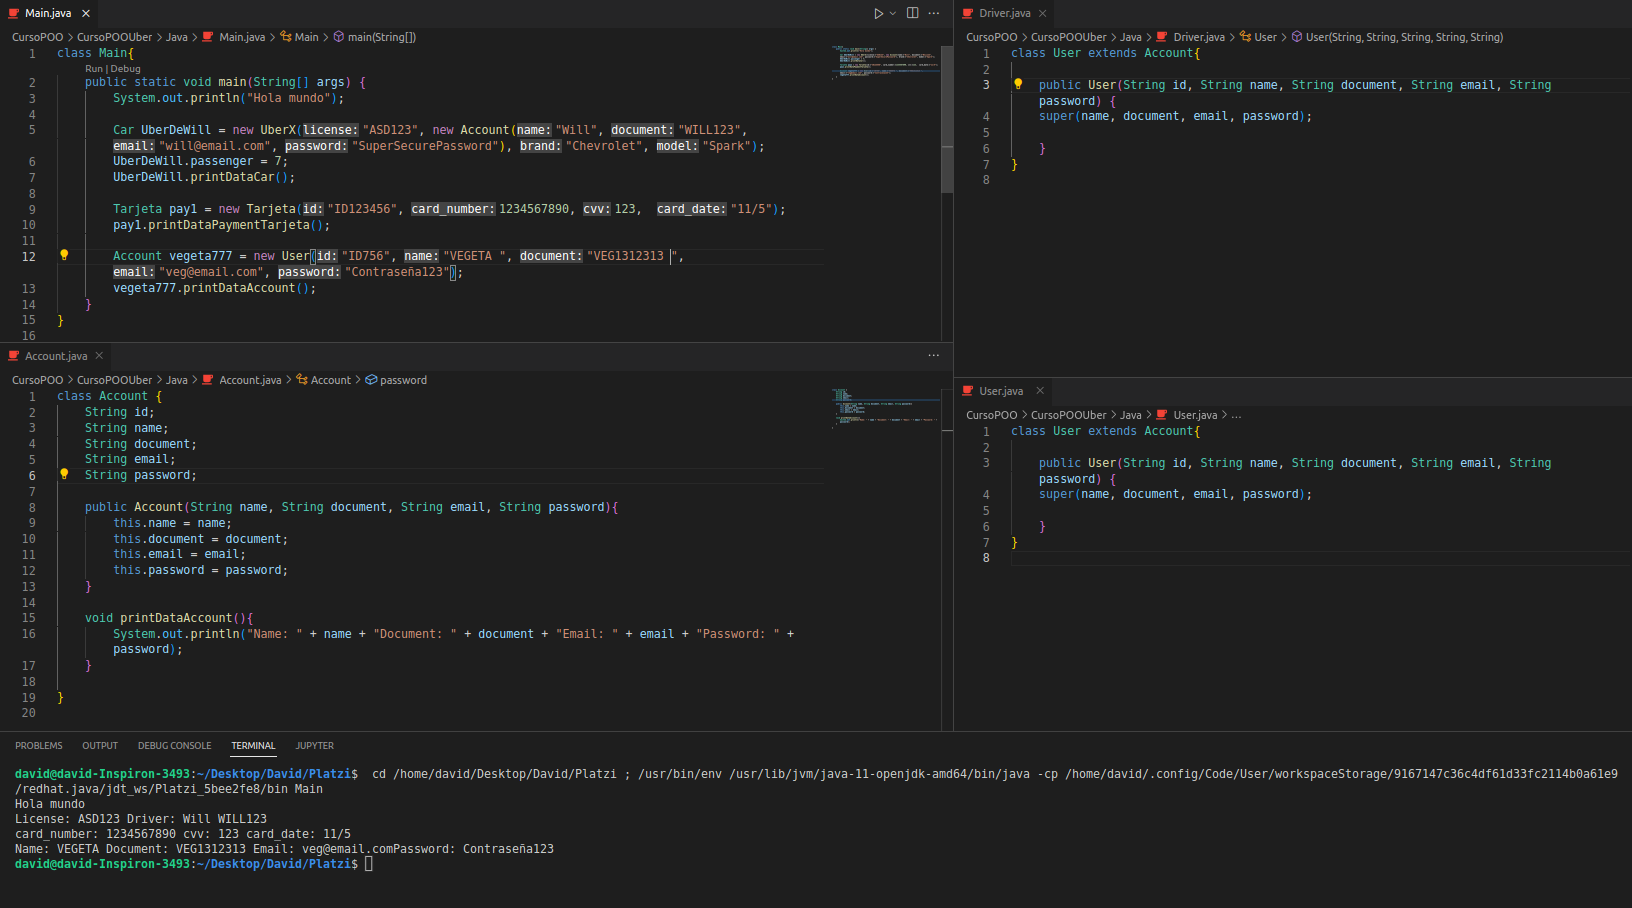 Main.java
CursoPOO > CursoPOOUber > Java > Main.java > Main > main(String[])
1 class Main{
Run | Debug
2 public static void main(String[] args) {
3 System.out.println("Hola mundo");
4
5 Car UberDeWill = new UberX(license: "ASD123", new Account(name: "Will", document: "WILL123",
email: "will@email.com", password: "SuperSecurePassword"), brand: "Chevrolet", model: "Spark");
6 UberDeWill.passenger = 7;
7 UberDeWill.printDataCar();
8
9 Tarjeta pay1 = new Tarjeta(id: "ID123456", card_number: 1234567890, cvv: 123, card_date: "11/5");
10 pay1.printDataPaymentTarjeta();
11
12 Account vegeta777 = new User(id: "ID756", name: "VEGETA ", document: "VEG1312313 ",
email: "veg@email.com", password: "Contraseña123");
13 vegeta777.printDataAccount();
14 }
15 }
16
Account.java
CursoPOO > CursoPOOUber > Java > Account.java > Account > password
1 class Account {
2 String id;
3 String name;
4 String document;
5 String email;
6 String password;
7
8 public Account(String name, String document, String email, String password){
9 this.name = name;
10 this.document = document;
11 this.email = email;
12 this.password = password;
13 }
14
15 void printDataAccount(){
16 System.out.println("Name: " + name + "Document: " + document + "Email: " + email + "Password: " +
password);
17 }
18
19 }
20
Driver.java
CursoPOO > CursoPOOUber > Java > Driver.java > User > User(String, String, String, String, String)
1 class User extends Account{
2
3 public User(String id, String name, String document, String email, String
password) {
4 super(name, document, email, password);
5
6 }
7 }
8
User.java
CursoPOO > CursoPOOUber > Java > User.java > ...
1 class User extends Account{
2
3 public User(String id, String name, String document, String email, String
password) {
4 super(name, document, email, password);
5
6 }
7 }
8
PROBLEMS OUTPUT DEBUG CONSOLE TERMINAL JUPYTER
david@david-Inspiron-3493:~/Desktop/David/Platzi$ cd /home/david/Desktop/David/Platzi ; /usr/bin/env /usr/lib/jvm/java-11-openjdk-amd64/bin/java -cp /home/david/.config/Code/User/workspaceStorage/9167147c36c4df61d33fc2114b0a61e9
/redhat.java/jdt_ws/Platzi_5bee2fe8/bin Main
Hola mundo
License: ASD123 Driver: Will WILL123
card_number: 1234567890 cvv: 123 card_date: 11/5
Name: VEGETA Document: VEG1312313 Email: veg@email.comPassword: Contraseña123
david@david-Inspiron-3493:~/Desktop/David/Platzi$